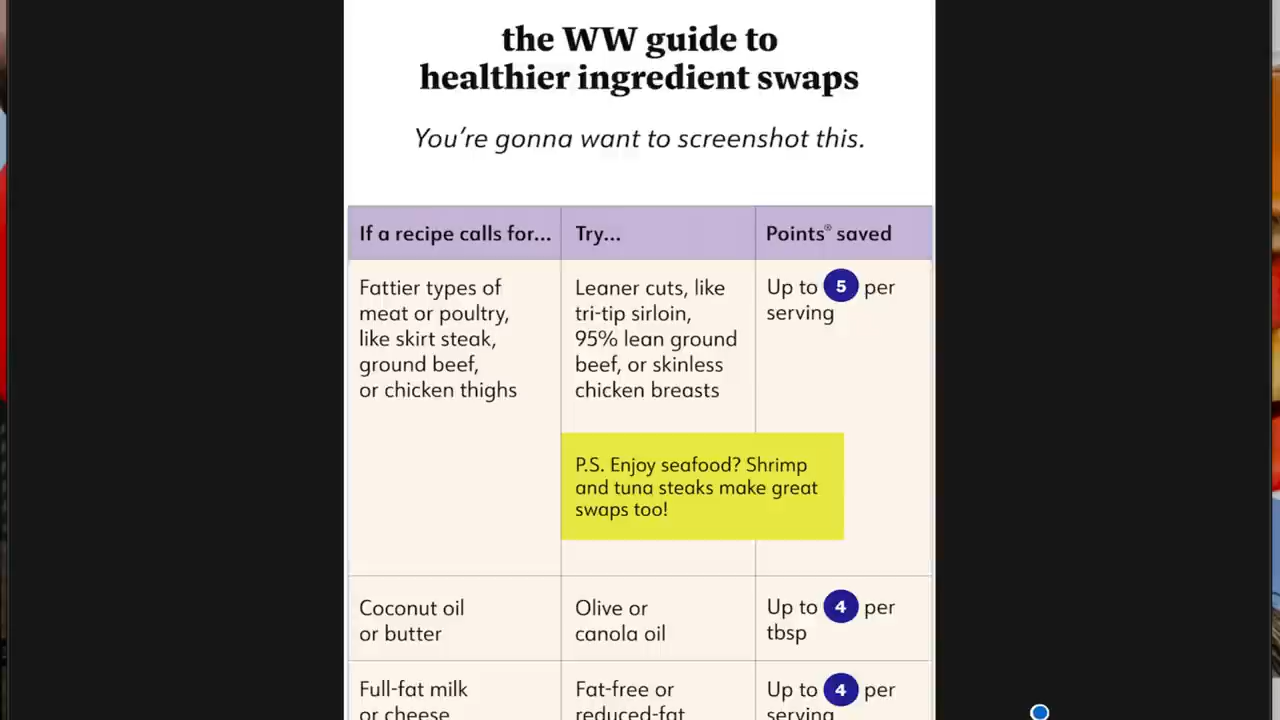 the WW guide to
healthier ingredient swaps
You're gonna want to screenshot this.
If a recipe calls for...
Try...
Points® saved
Fattier types of
meat or poultry,
like skirt steak,
ground beef,
or chicken thighs
Leaner cuts, like
tri-tip sirloin,
95% lean ground
beef, or skinless
chicken breasts
Up to 5 per
serving
P.S. Enjoy seafood? Shrimp
and tuna steaks make great
swaps too!
Coconut oil
or butter
Olive or
canola oil
Up to 4 per
tbsp
Full-fat milk
or cheese
Fat-free or
reduced-fat
Up to 4 per
serving